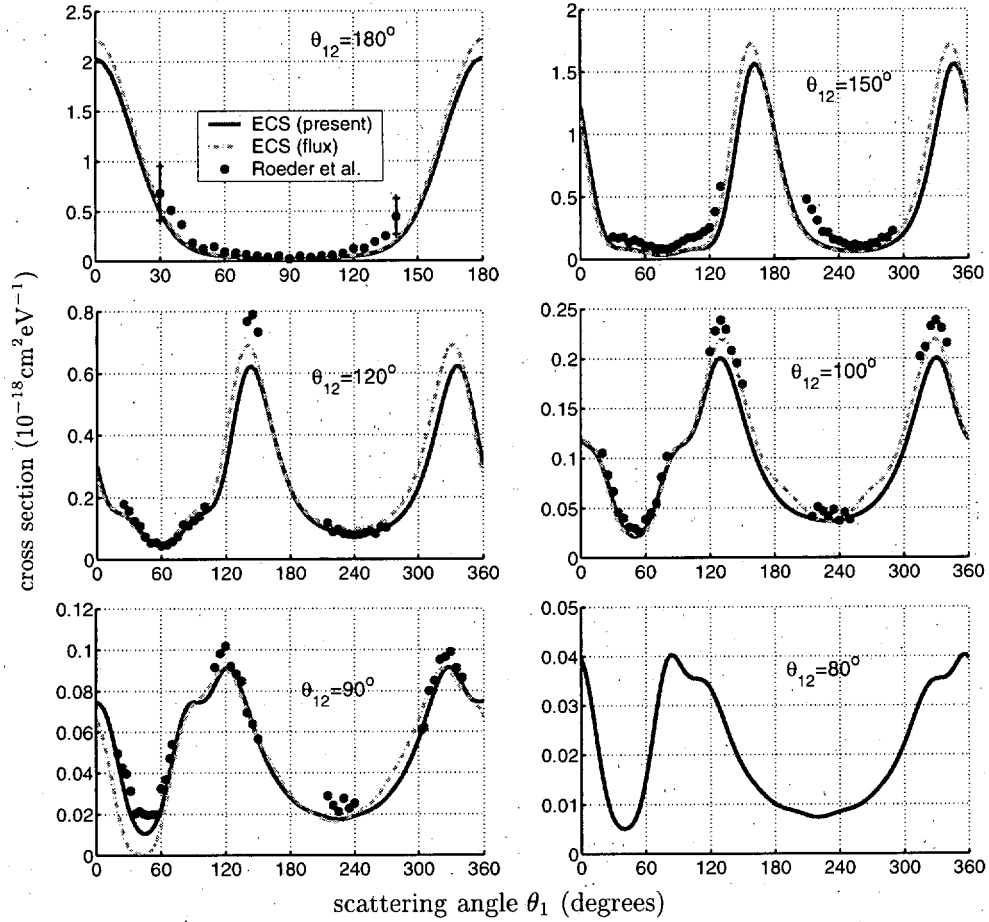 2.5
2
1.5
1
0.5
0
0 30 60 90 120 150 180
θ12=180°
ECS (present)
ECS (flux)
Roeder et al.
2
1.5
1
0.5
0
0 60 120 180 240 300 360
θ12=150°
0.8
0.6
0.4
0.2
0
0 60 120 180 240 300 360
θ12=120°
0.25
0.2
0.15
0.1
0.05
0
0 60 120 180 240 300 360
θ12=100°
0.12
0.1
0.08
0.06
0.04
0.02
0
0 60 120 180 240 300 360
θ12=90°
0.05
0.04
0.03
0.02
0.01
0
0 60 120 180 240 300 360
θ12=80°
cross section (10−18cm2eV−1)
scattering angle θ1 (degrees)